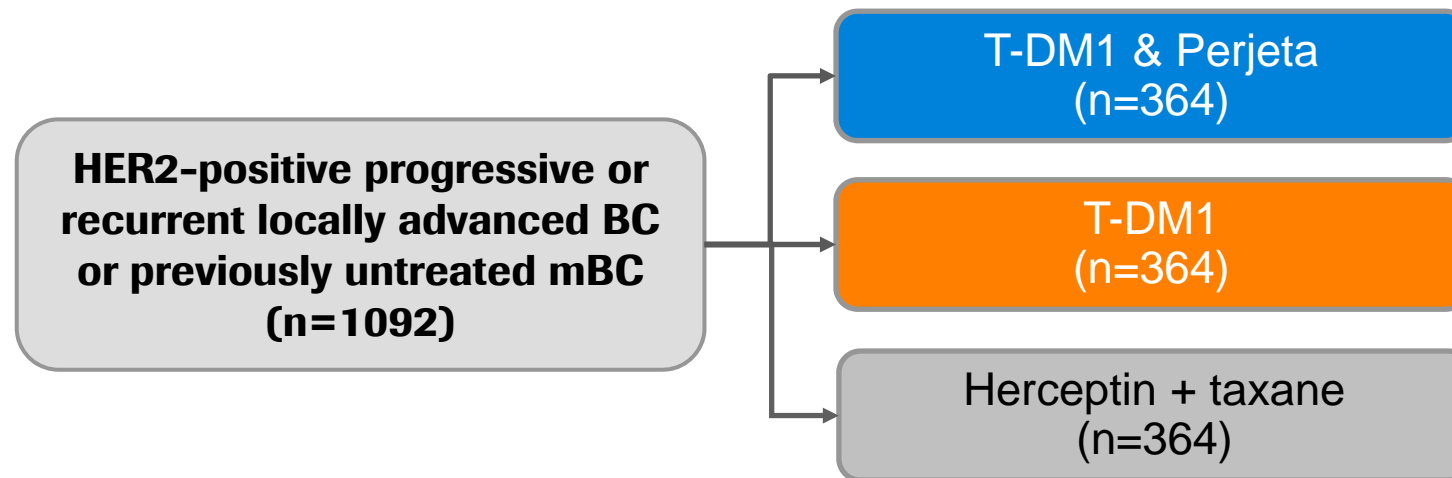 HER2-positive progressive or
recurrent locally advanced BC
or previously untreated mBC
(n=1092)
T-DM1 & Perjeta
(n=364)
T-DM1
(n=364)
Herceptin + taxane
(n=364)